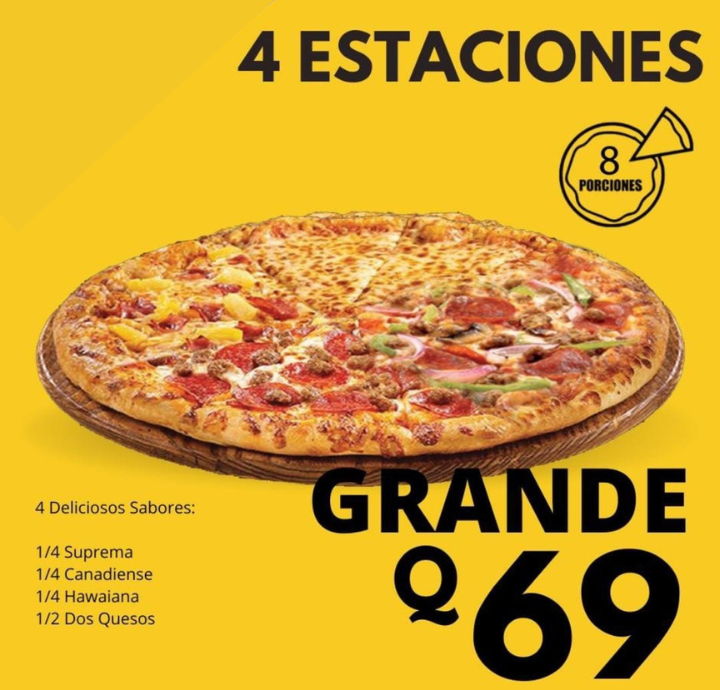 4 ESTACIONES
8
PORCIONES
GRANDE
Q69
4 Deliciosos Sabores:
1/4 Suprema
1/4 Canadiense
1/4 Hawaiana
1/2 Dos Quesos